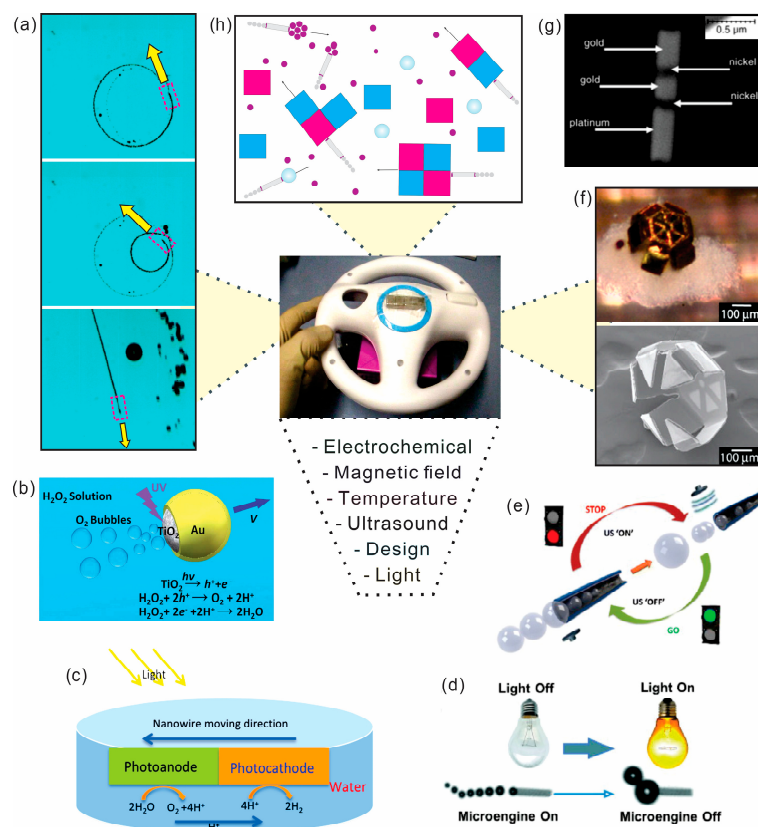 (a)
(h)
(g)
0.5 µm
gold
nickel
gold
nickel
platinum
(f)
100 µm
100 µm
- Electrochemical
- Magnetic field
- Temperature
- Ultrasound
- Design
- Light
(b)
H₂O₂ Solution
UV
O₂ Bubbles
TiO₂
Au
V
TiO₂ hν→ h⁺+e
H₂O₂+ 2h⁺→ O₂ + 2H⁺
H₂O₂+ 2e⁻ +2H⁺→ 2H₂O
(e)
STOP
US 'ON'
US 'OFF'
GO
(c)
Light
Nanowire moving direction
Photoanode
Photocathode
Water
2H₂O
O₂ +4H⁺
4H⁺
2H₂
H⁺
(d)
Light Off
Light On
Microengine On
Microengine Off